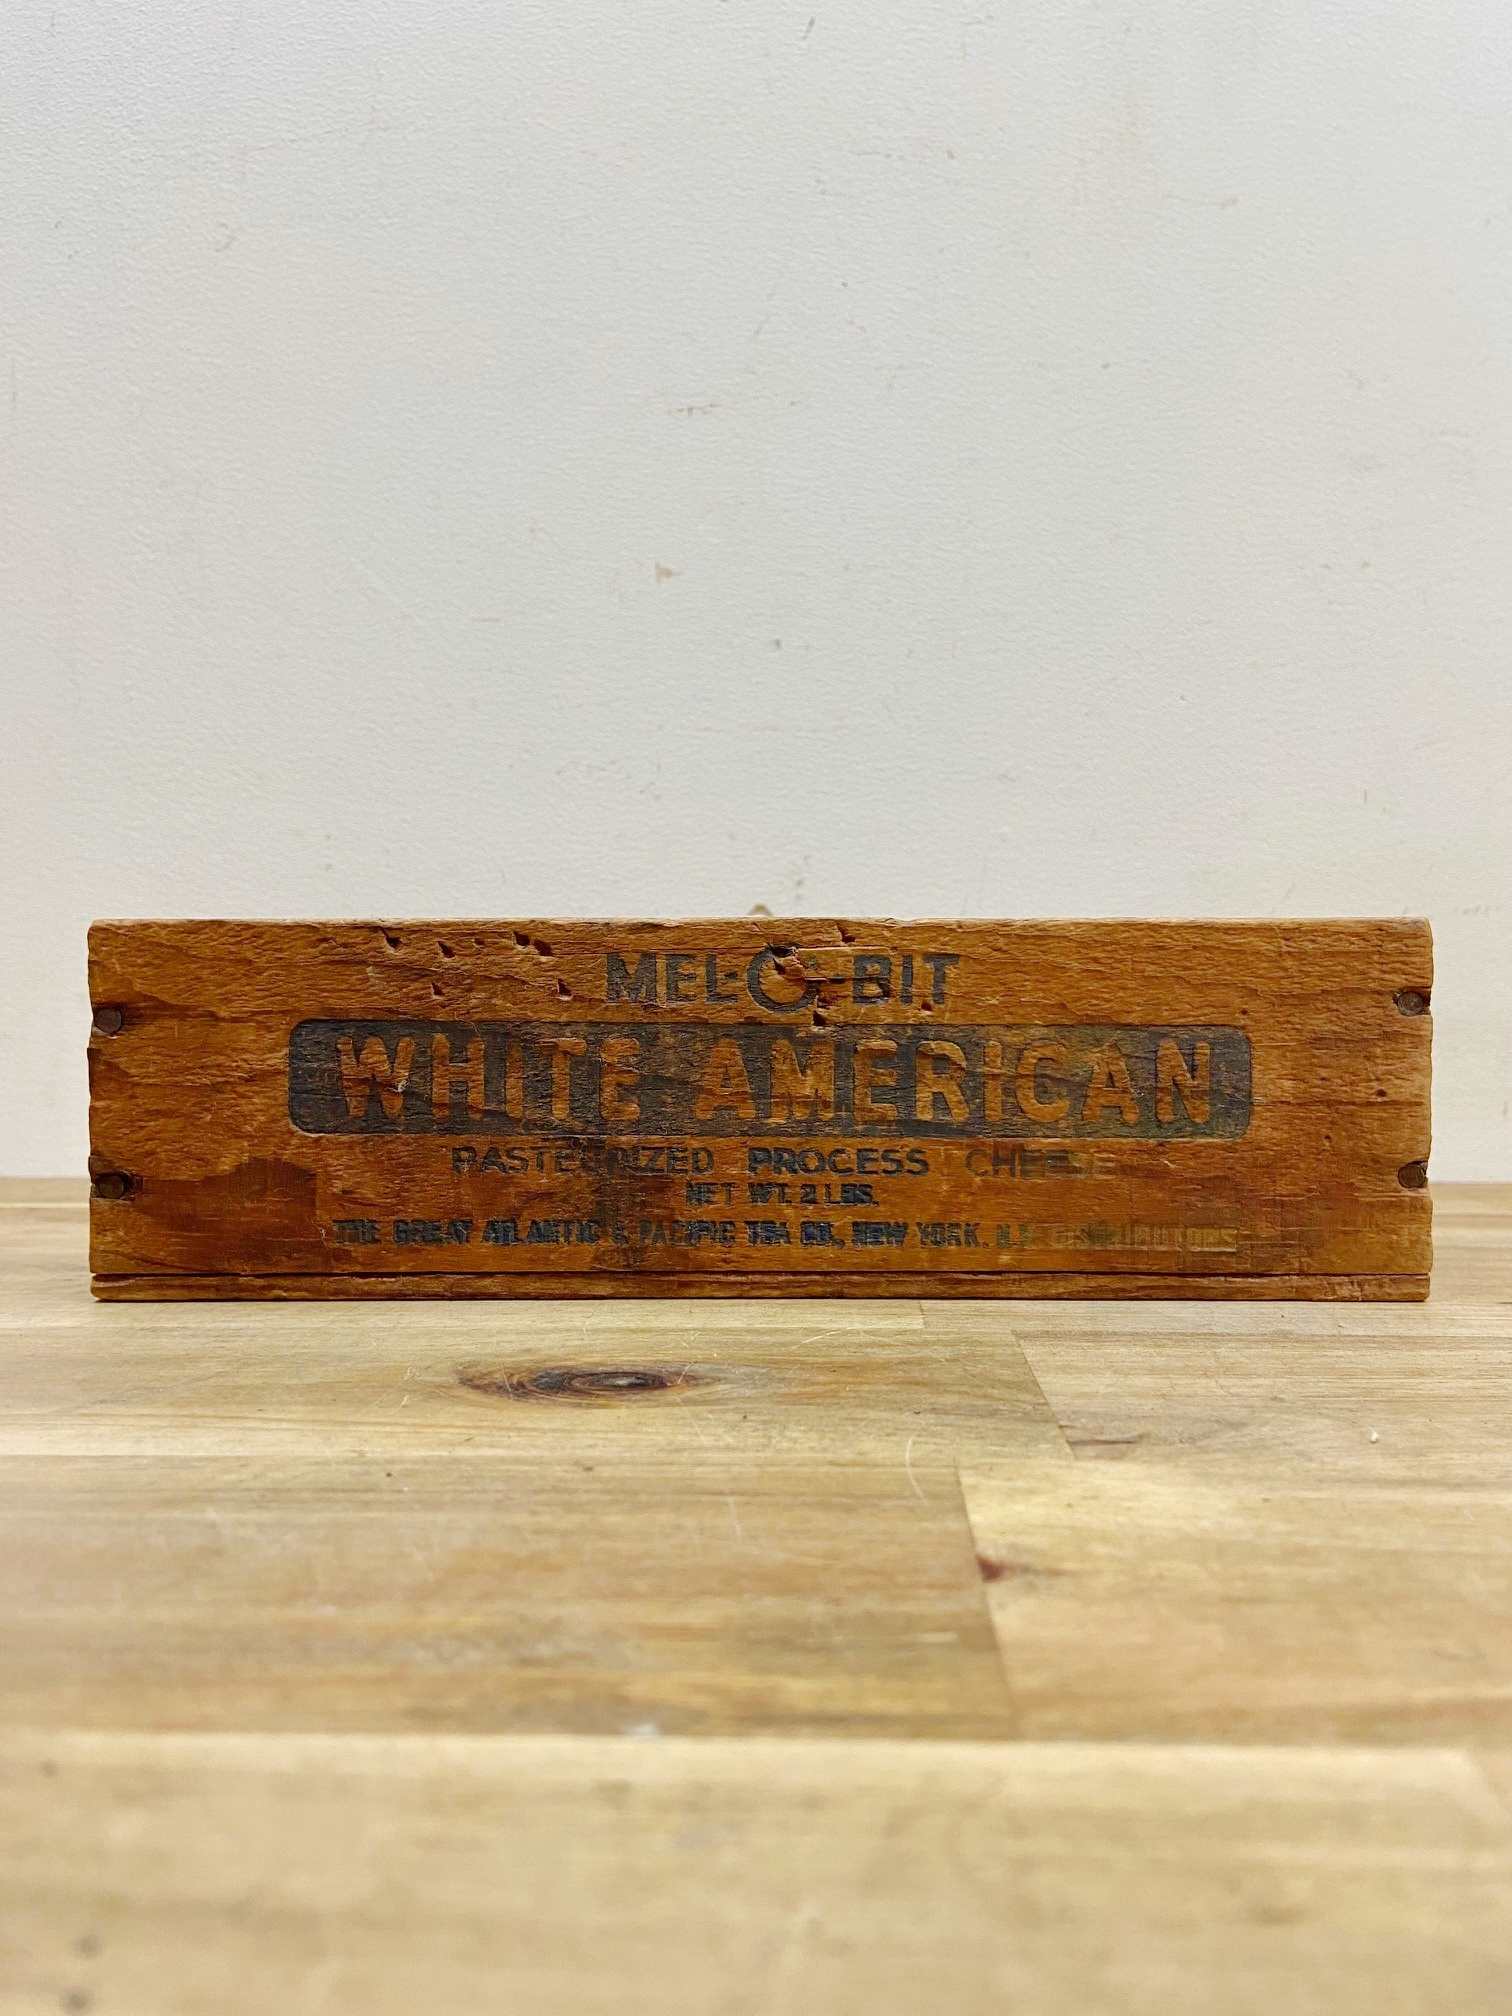 MEL-O-BIT
WHITE AMERICAN
PASTEURIZED PROCESS CHEESE
NET WT. 2 LBS.
THE GREAT ATLANTIC & PACIFIC TEA CO., NEW YORK, N.Y. DISTRIBUTORS